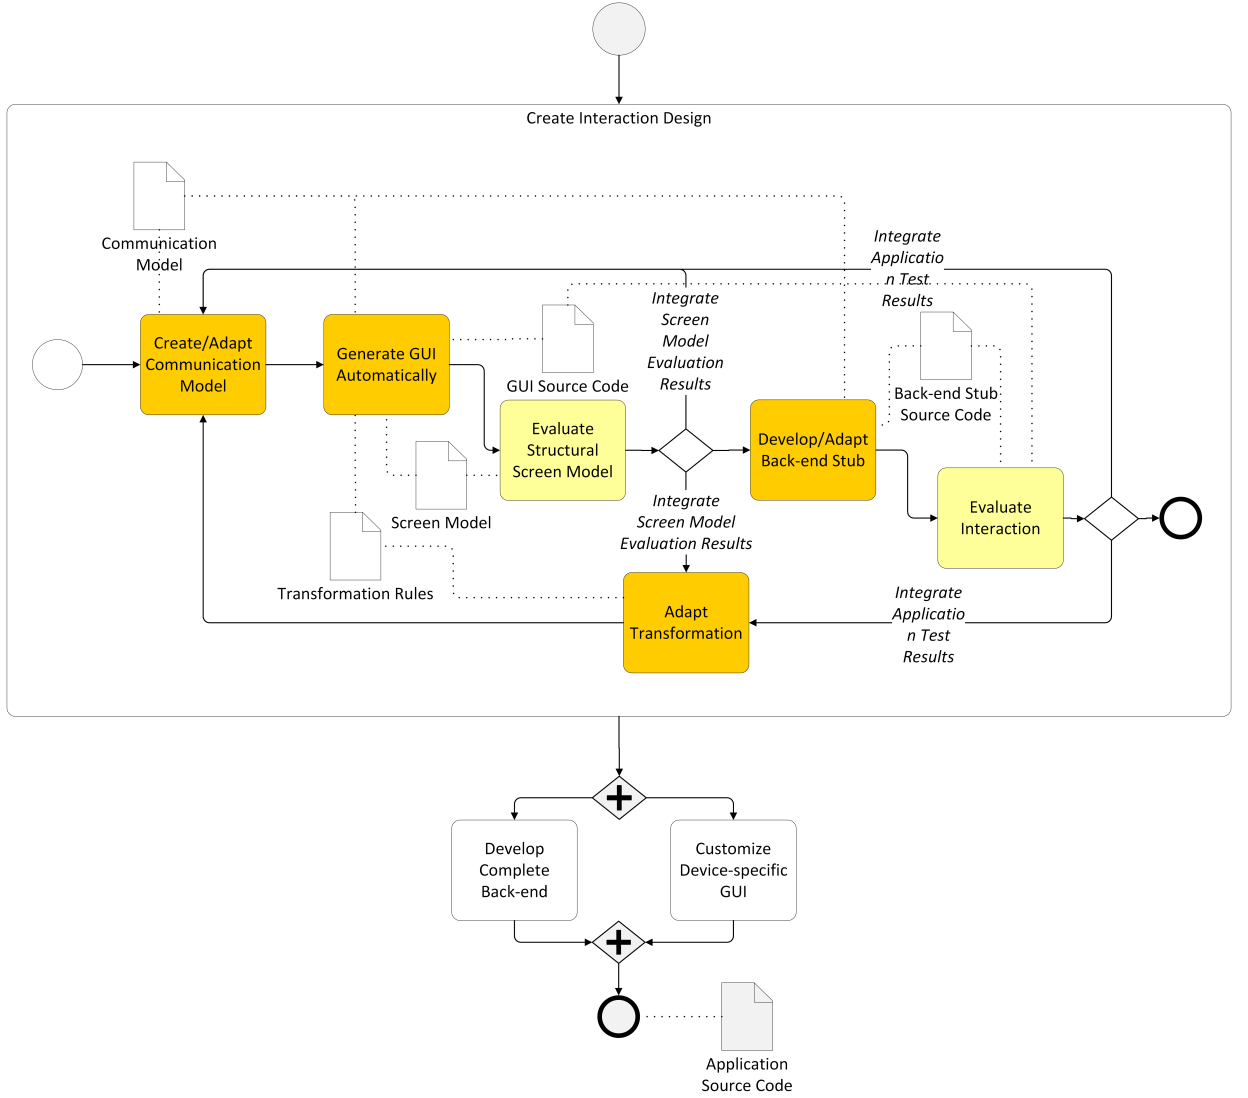 Create Interaction Design
Communication
Model
Integrate
Applicatio
n Test
Results
Integrate
Screen
Model
Evaluation
Results
Create/Adapt
Communication
Model
Generate GUI
Automatically
GUI Source Code
Back-end Stub
Source Code
Evaluate
Structural
Screen Model
Develop/Adapt
Back-end Stub
Screen Model
Integrate
Screen Model
Evaluation Results
Evaluate
Interaction
Transformation Rules
Adapt
Transformation
Integrate
Applicatio
n Test
Results
Develop
Complete
Back-end
Customize
Device-specific
GUI
Application
Source Code